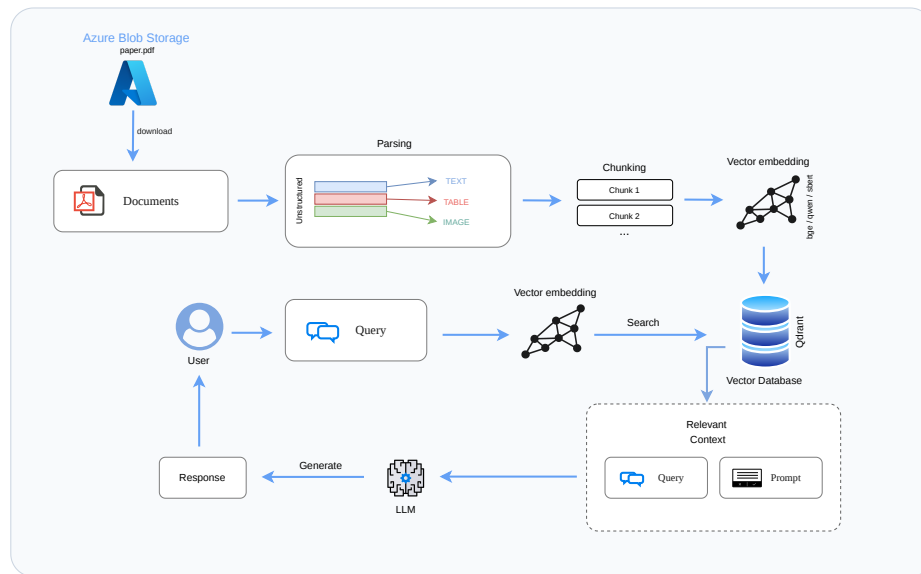 Azure Blob Storage
paper.pdf
download
Documents
Parsing
Unstructured
TEXT
TABLE
IMAGE
Chunking
Chunk 1
Chunk 2
...
Vector embedding
bge / qwen / sbert
User
Query
Vector embedding
Search
Qdrant
Vector Database
Relevant
Context
Query
Prompt
LLM
Generate
Response